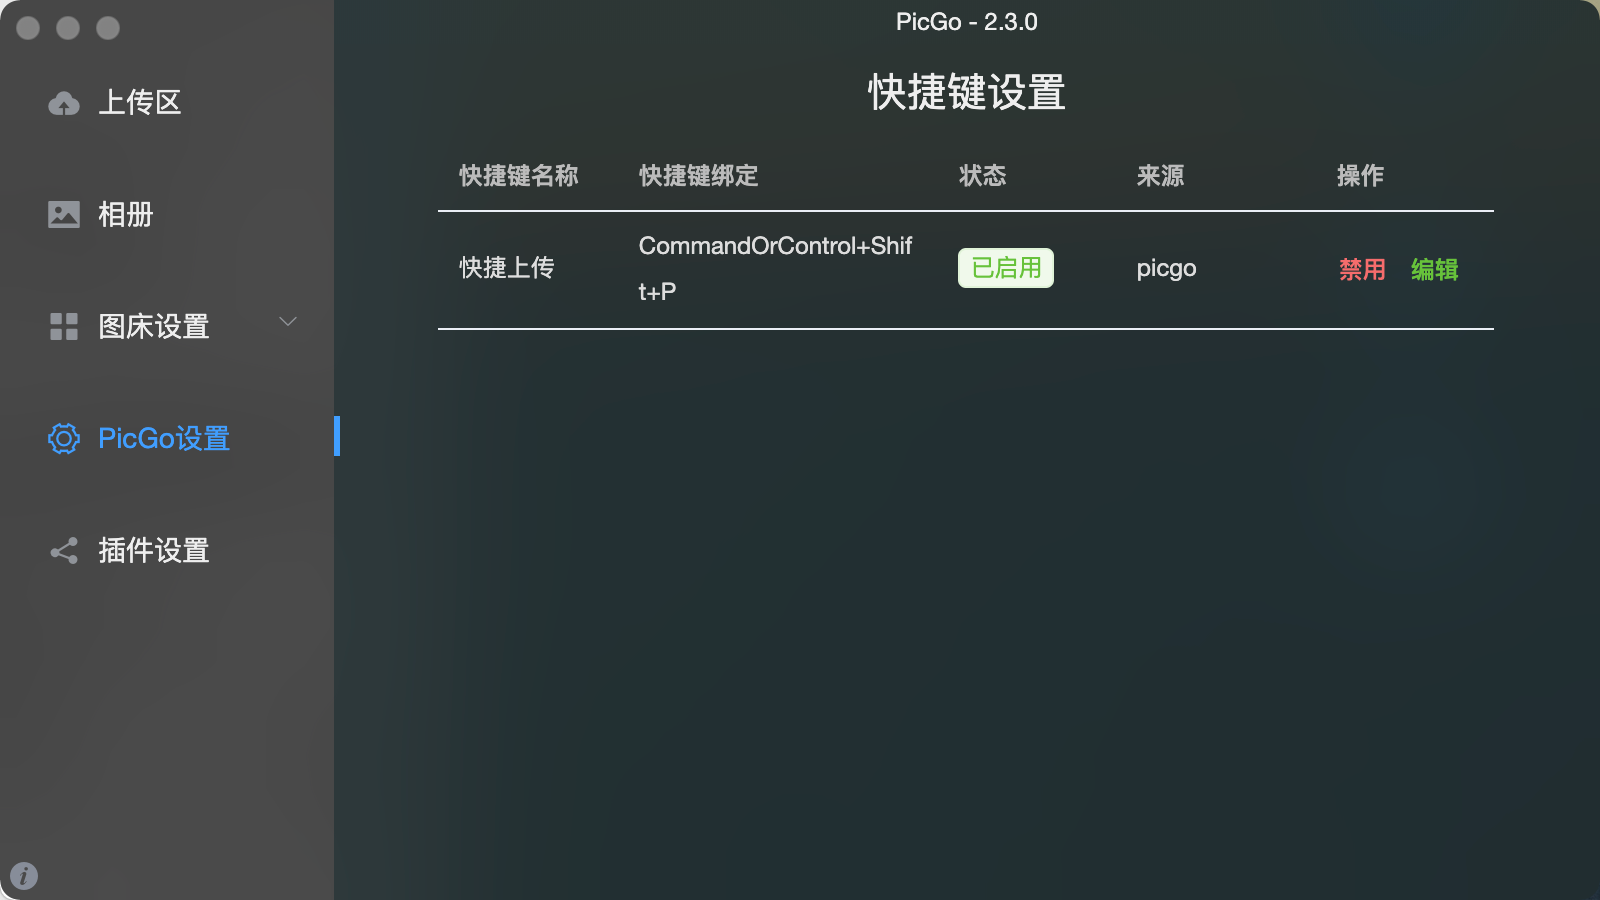 PicGo - 2.3.0
上传区
相册
图床设置
PicGo设置
插件设置
快捷键设置
快捷键名称 快捷键绑定 状态 来源 操作
快捷上传 CommandOrControl+Shif
t+P 已启用 picgo 禁用 编辑